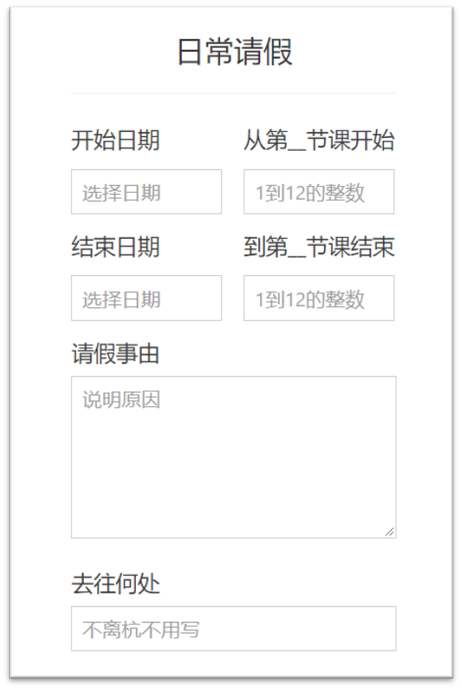 日常请假
开始日期 从第__节课开始
选择日期 1到12的整数
结束日期 到第__节课结束
选择日期 1到12的整数
请假事由
说明原因
去往何处
不离杭不用写